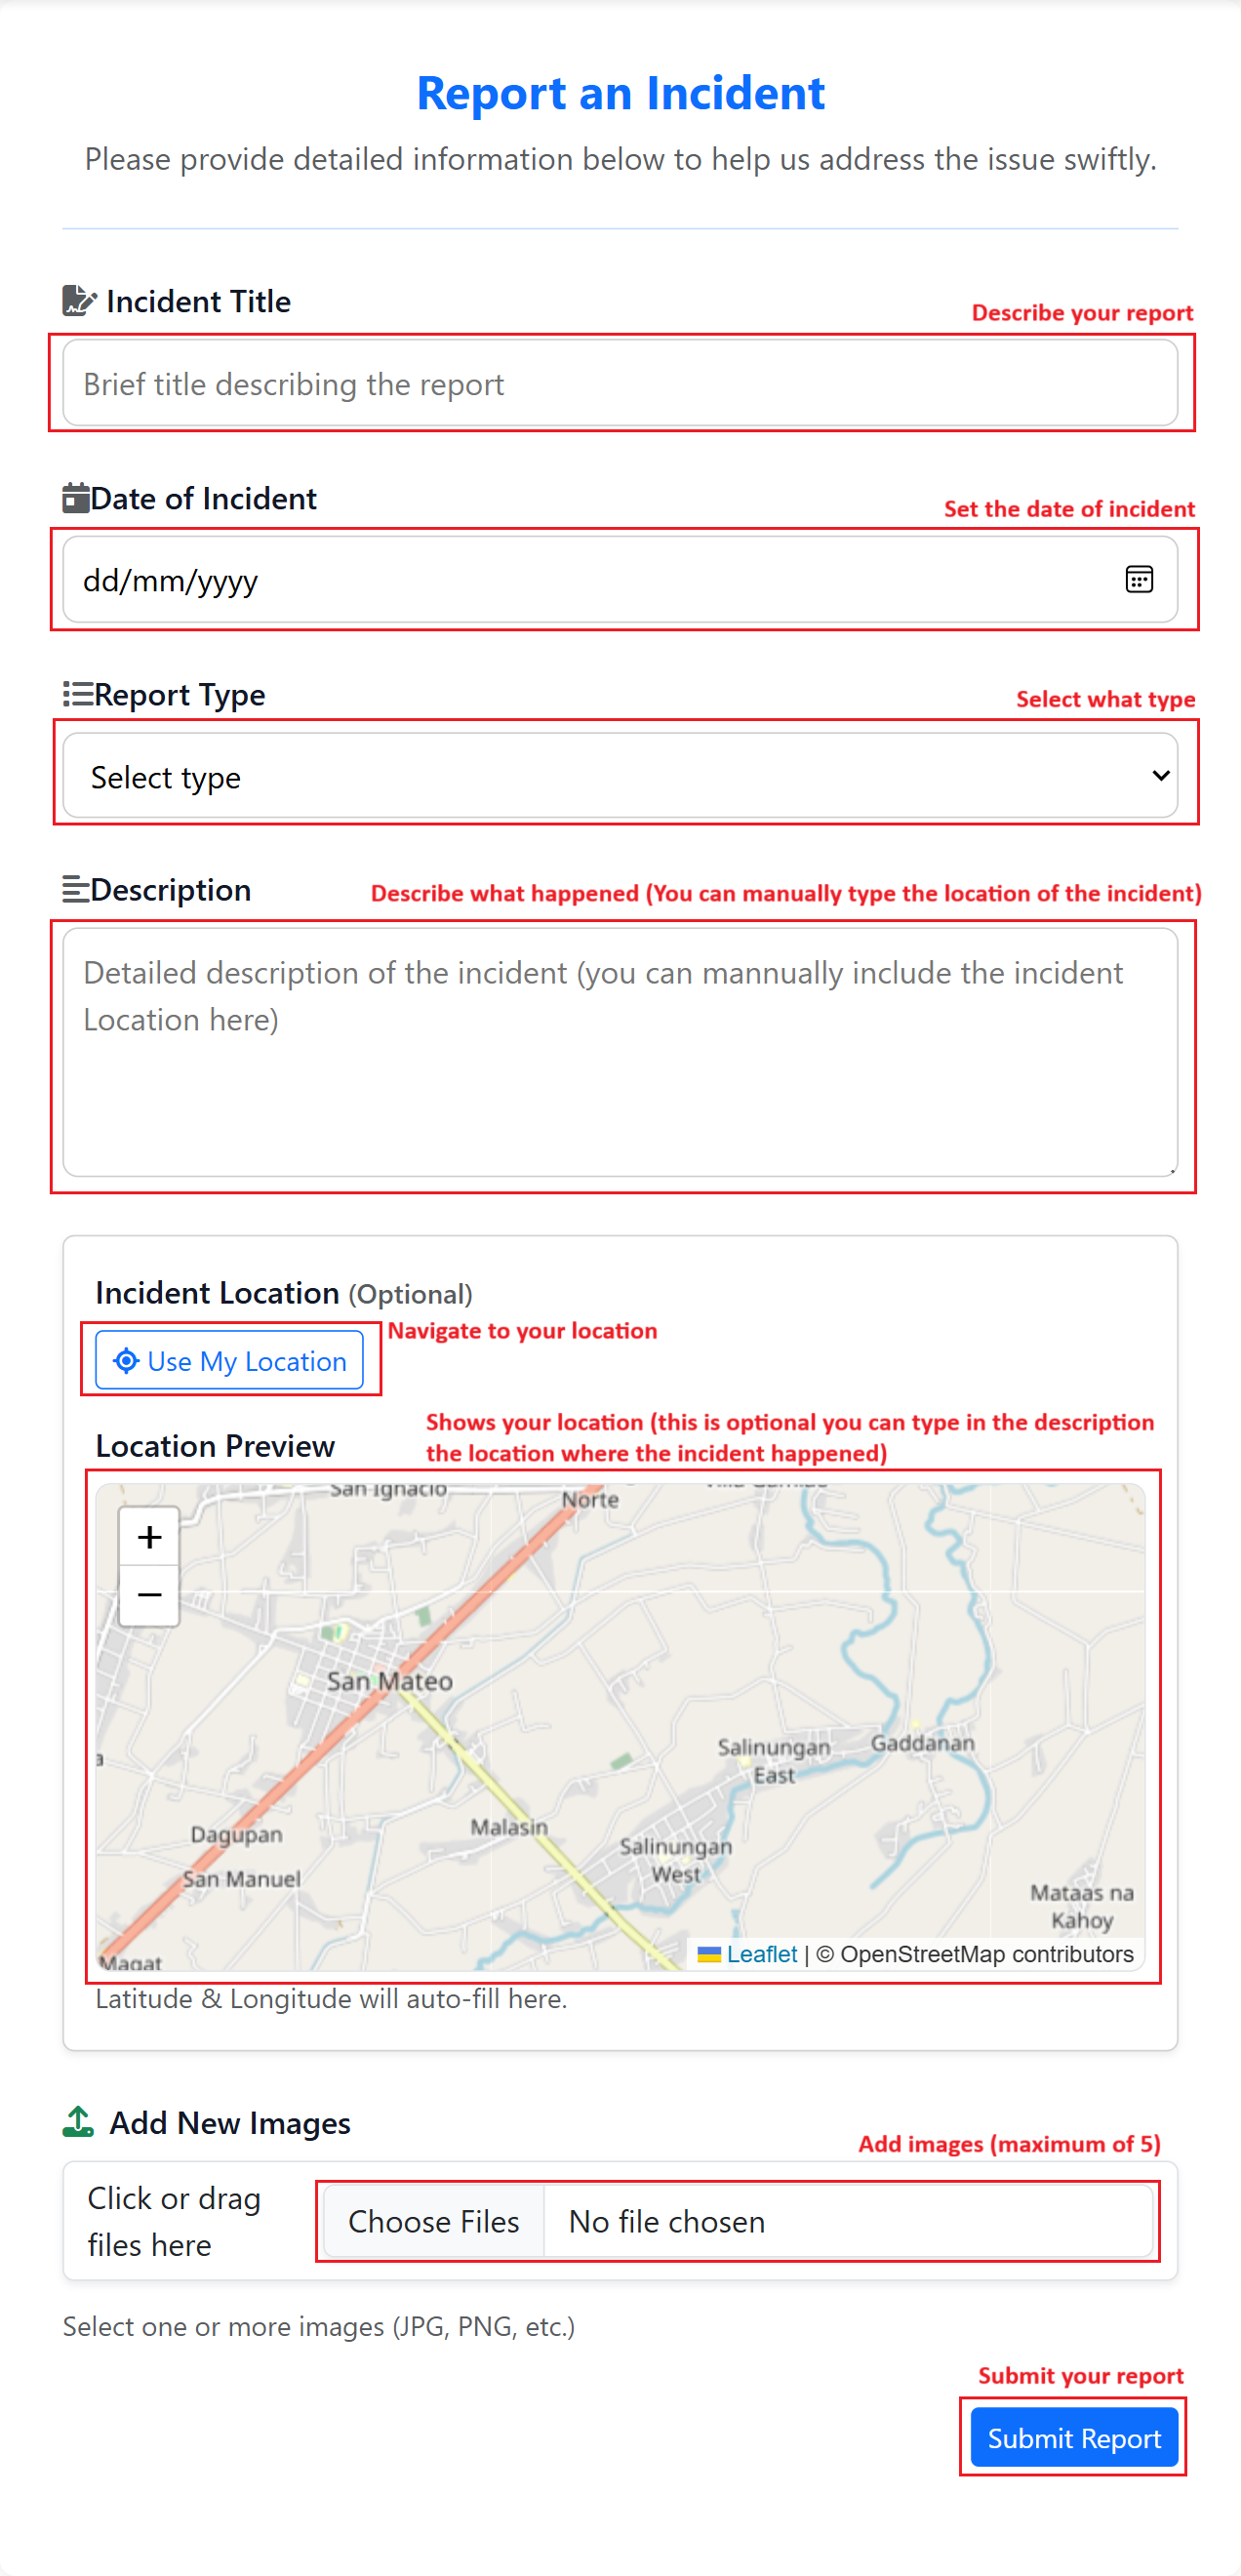 Report an Incident
Please provide detailed information below to help us address the issue swiftly.
Incident Title
Describe your report
Brief title describing the report
Date of Incident
Set the date of incident
dd/mm/yyyy
Report Type
Select what type
Select type
Description
Describe what happened (You can manually type the location of the incident)
Detailed description of the incident (you can mannually include the incident
Location here)
Incident Location (Optional)
Navigate to your location
Use My Location
Shows your location (this is optional you can type in the description
the location where the incident happened)
Location Preview
San Ignacio
Norte
+
−
San Mateo
Salinungan
East
Gaddanan
a
Dagupan
Malasin
Salinungan
West
San Manuel
Mataas na
Kahoy
Magat
Leaflet | © OpenStreetMap contributors
Latitude & Longitude will auto-fill here.
Add New Images
Add images (maximum of 5)
Click or drag
files here
Choose Files
No file chosen
Select one or more images (JPG, PNG, etc.)
Submit your report
Submit Report